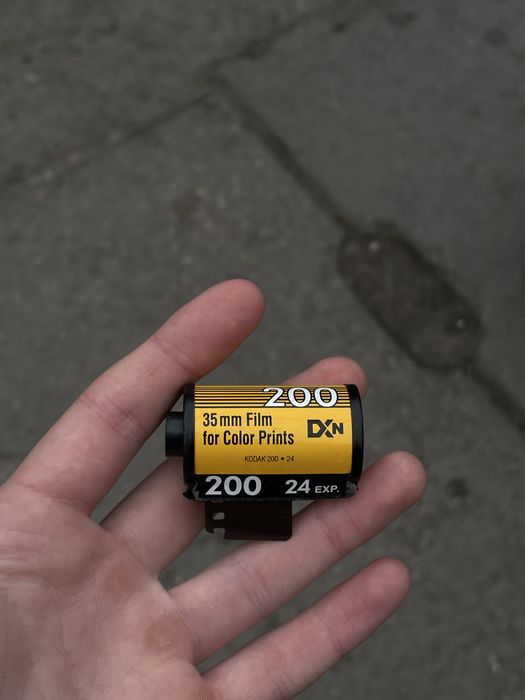 200
35mm Film
for Color Prints
DXN
KODAK 200 • 24
200 24 EXP.